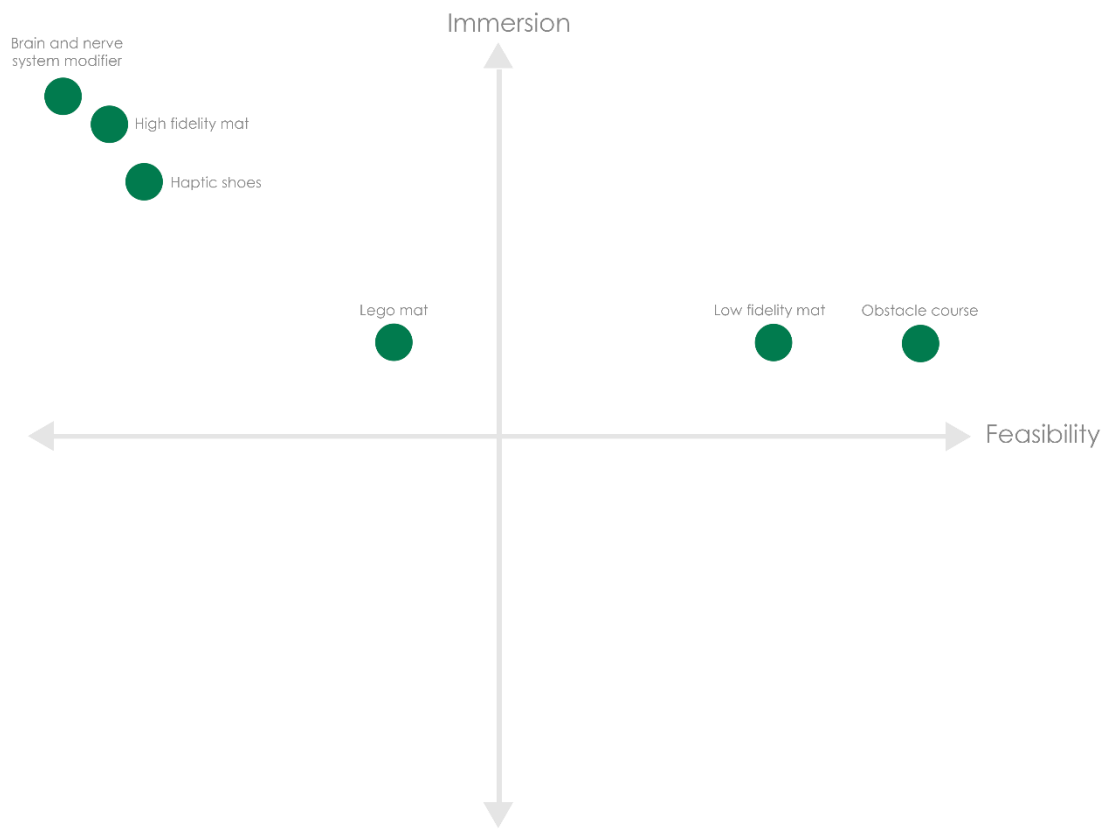 Immersion
Brain and nerve
system modifier
High fidelity mat
Haptic shoes
Lego mat
Low fidelity mat
Obstacle course
Feasibility